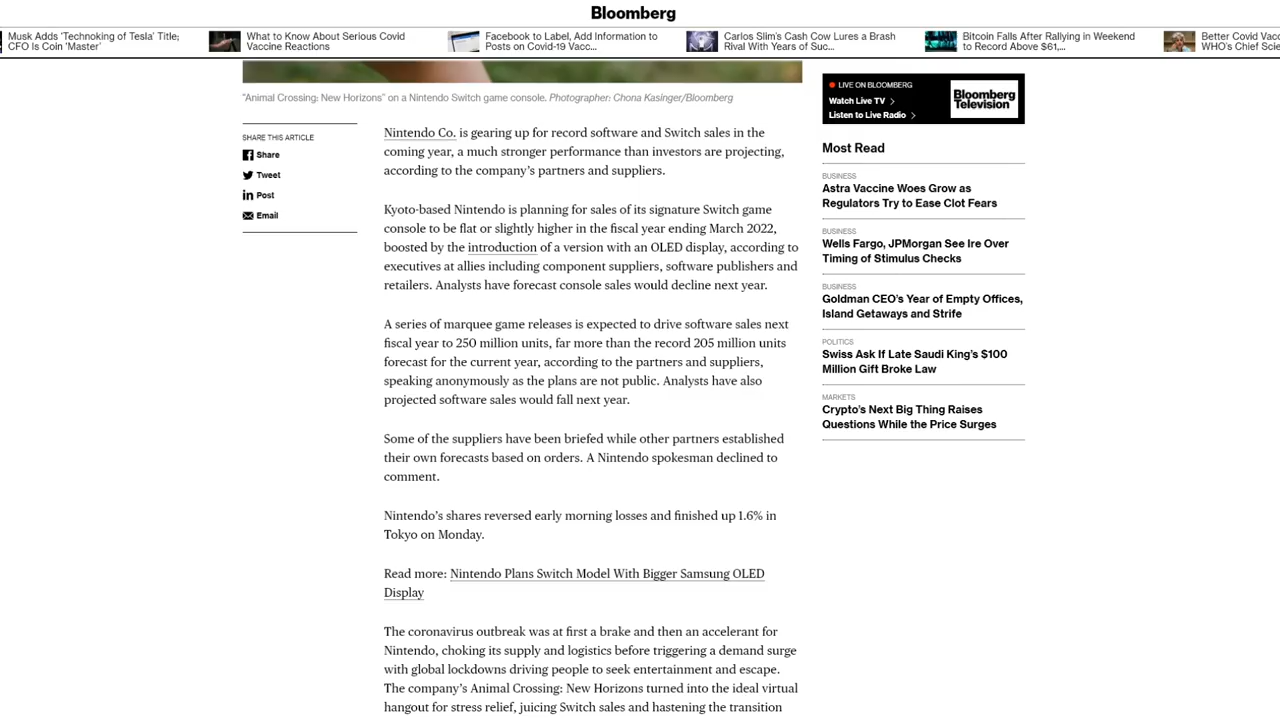 Bloomberg
Musk Adds 'Technoking of Tesla' Title;
CFO Is Coin 'Master'
What to Know About Serious Covid
Vaccine Reactions
Facebook to Label, Add Information to
Posts on Covid-19 Vacc...
Carlos Slim's Cash Cow Lures a Brash
Rival With Years of Suc...
Bitcoin Falls After Rallying in Weekend
to Record Above $61,...
Better Covid Vacc
WHO's Chief Scie
"Animal Crossing: New Horizons" on a Nintendo Switch game console. Photographer: Chona Kasinger/Bloomberg
SHARE THIS ARTICLE
Share
Tweet
Post
Email
Nintendo Co. is gearing up for record software and Switch sales in the
coming year, a much stronger performance than investors are projecting,
according to the company's partners and suppliers.
Kyoto-based Nintendo is planning for sales of its signature Switch game
console to be flat or slightly higher in the fiscal year ending March 2022,
boosted by the introduction of a version with an OLED display, according to
executives at allies including component suppliers, software publishers and
retailers. Analysts have forecast console sales would decline next year.
A series of marquee game releases is expected to drive software sales next
fiscal year to 250 million units, far more than the record 205 million units
forecast for the current year, according to the partners and suppliers,
speaking anonymously as the plans are not public. Analysts have also
projected software sales would fall next year.
Some of the suppliers have been briefed while other partners established
their own forecasts based on orders. A Nintendo spokesman declined to
comment.
Nintendo's shares reversed early morning losses and finished up 1.6% in
Tokyo on Monday.
Read more: Nintendo Plans Switch Model With Bigger Samsung OLED
Display
The coronavirus outbreak was at first a brake and then an accelerant for
Nintendo, choking its supply and logistics before triggering a demand surge
with global lockdowns driving people to seek entertainment and escape.
The company's Animal Crossing: New Horizons turned into the ideal virtual
hangout for stress relief, juicing Switch sales and hastening the transition
LIVE ON BLOOMBERG
Watch Live TV
Listen to Live Radio
Bloomberg
Television
Most Read
BUSINESS
Astra Vaccine Woes Grow as
Regulators Try to Ease Clot Fears
BUSINESS
Wells Fargo, JPMorgan See Ire Over
Timing of Stimulus Checks
BUSINESS
Goldman CEO's Year of Empty Offices,
Island Getaways and Strife
POLITICS
Swiss Ask If Late Saudi King's $100
Million Gift Broke Law
MARKETS
Crypto's Next Big Thing Raises
Questions While the Price Surges